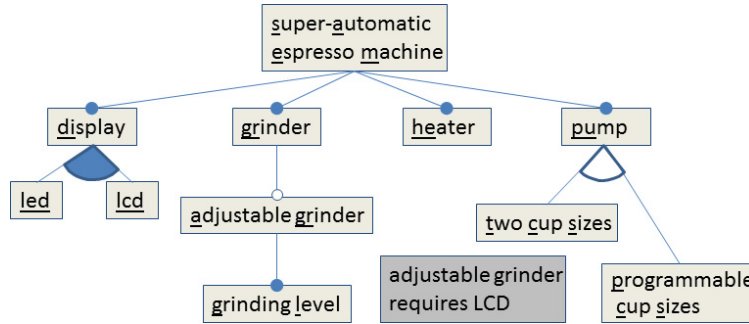 super-automatic
espresso machine
display
grinder
heater
pump
led
lcd
adjustable grinder
two cup sizes
grinding level
adjustable grinder
requires LCD
programmable
cup sizes